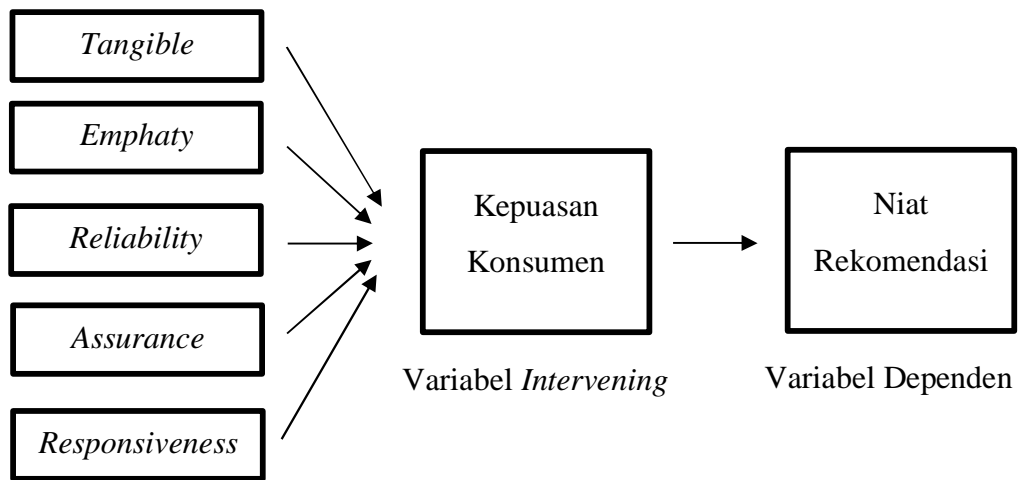 Tangible
Emphaty
Reliability
Assurance
Responsiveness
Kepuasan
Konsumen
Variabel Intervening
Niat
Rekomendasi
Variabel Dependen